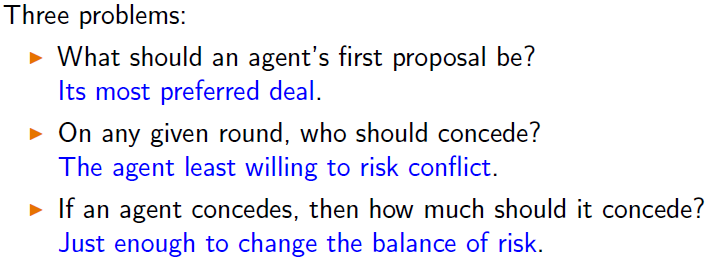 Three problems:
What should an agent's first proposal be?
Its most preferred deal.
On any given round, who should concede?
The agent least willing to risk conflict.
If an agent concedes, then how much should it concede?
Just enough to change the balance of risk.